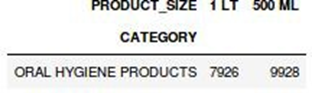 PRODUCT_SIZE 1 LT 500 ML
CATEGORY
ORAL HYGIENE PRODUCTS 7926 9928